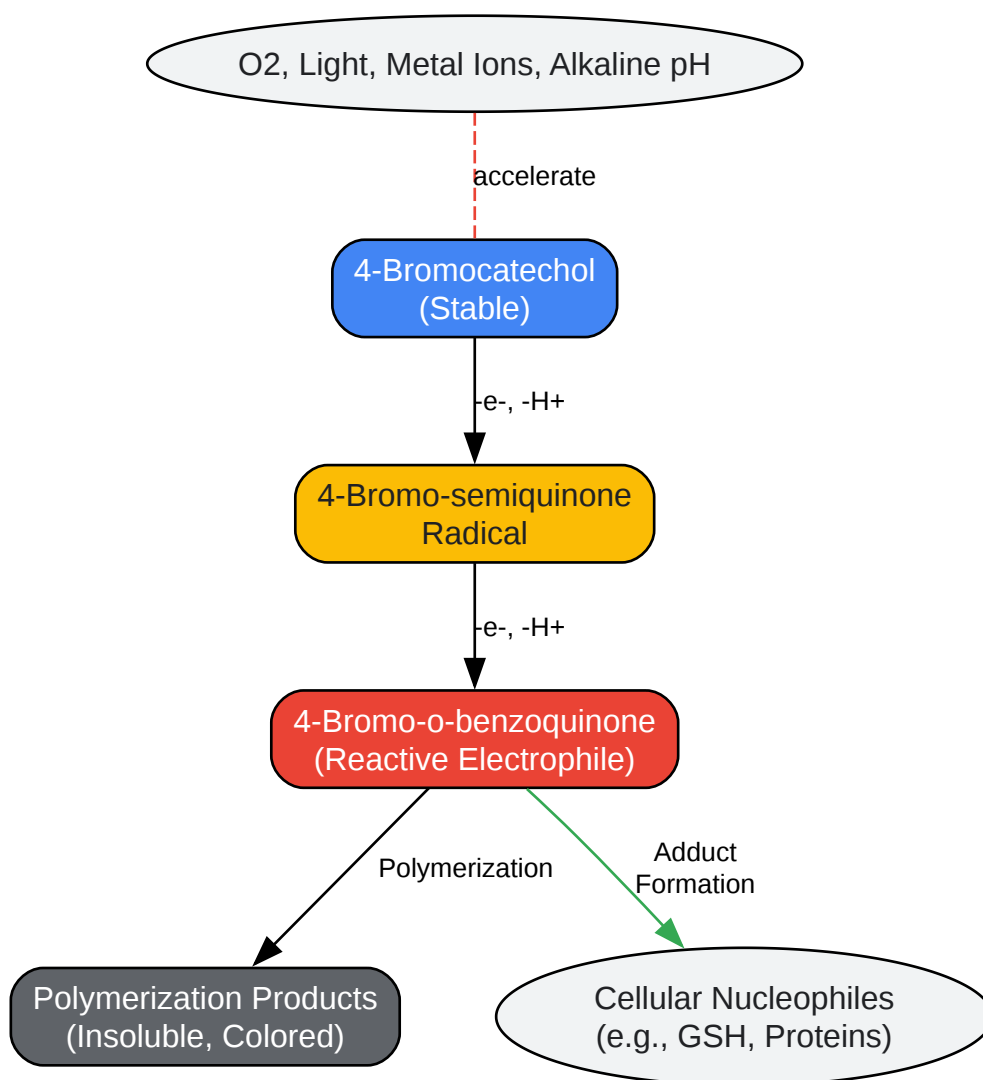 O2, Light, Metal Ions, Alkaline pH
accelerate
4-Bromocatechol
(Stable)
-e-, -H+
4-Bromo-semiquinone
Radical
-e-, -H+
4-Bromo-o-benzoquinone
(Reactive Electrophile)
Polymerization
Adduct
Formation
Polymerization Products
(Insoluble, Colored)
Cellular Nucleophiles
(e.g., GSH, Proteins)